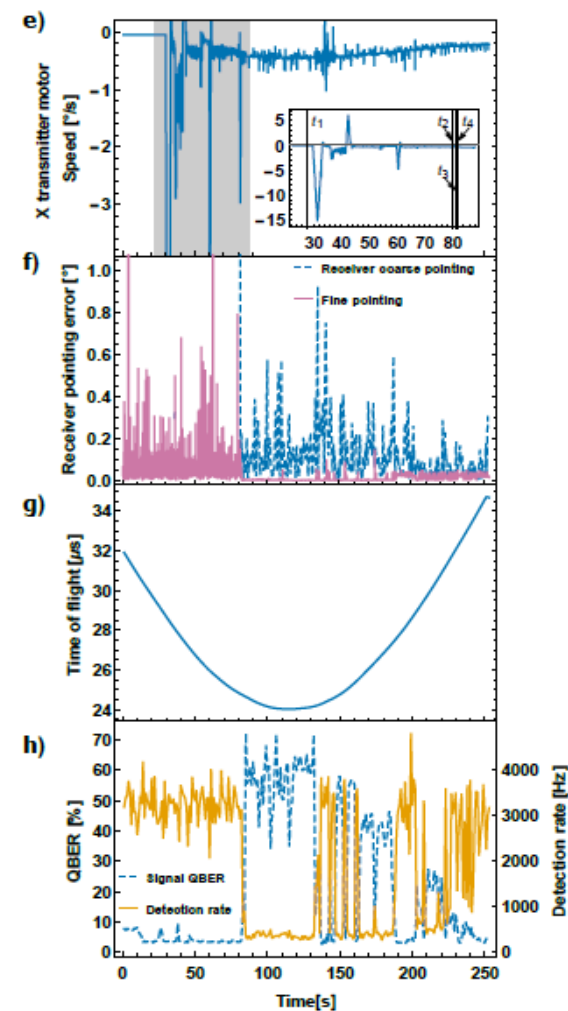 e)
X transmitter motor
Speed [°/s]
0
−1
−2
−3
5
0
−5
−10
−15
t1
t2
t4
t3
30 40 50 60 70 80
f)
Receiver pointing error [°]
1.0
0.8
0.6
0.4
0.2
0.0
Receiver coarse pointing
Fine pointing
g)
Time of flight [μs]
34
32
30
28
26
24
h)
QBER [%]
70
60
50
40
30
20
10
0
Signal QBER
Detection rate
4000
3000
2000
1000
0
Detection rate [Hz]
0 50 100 150 200 250
Time[s]